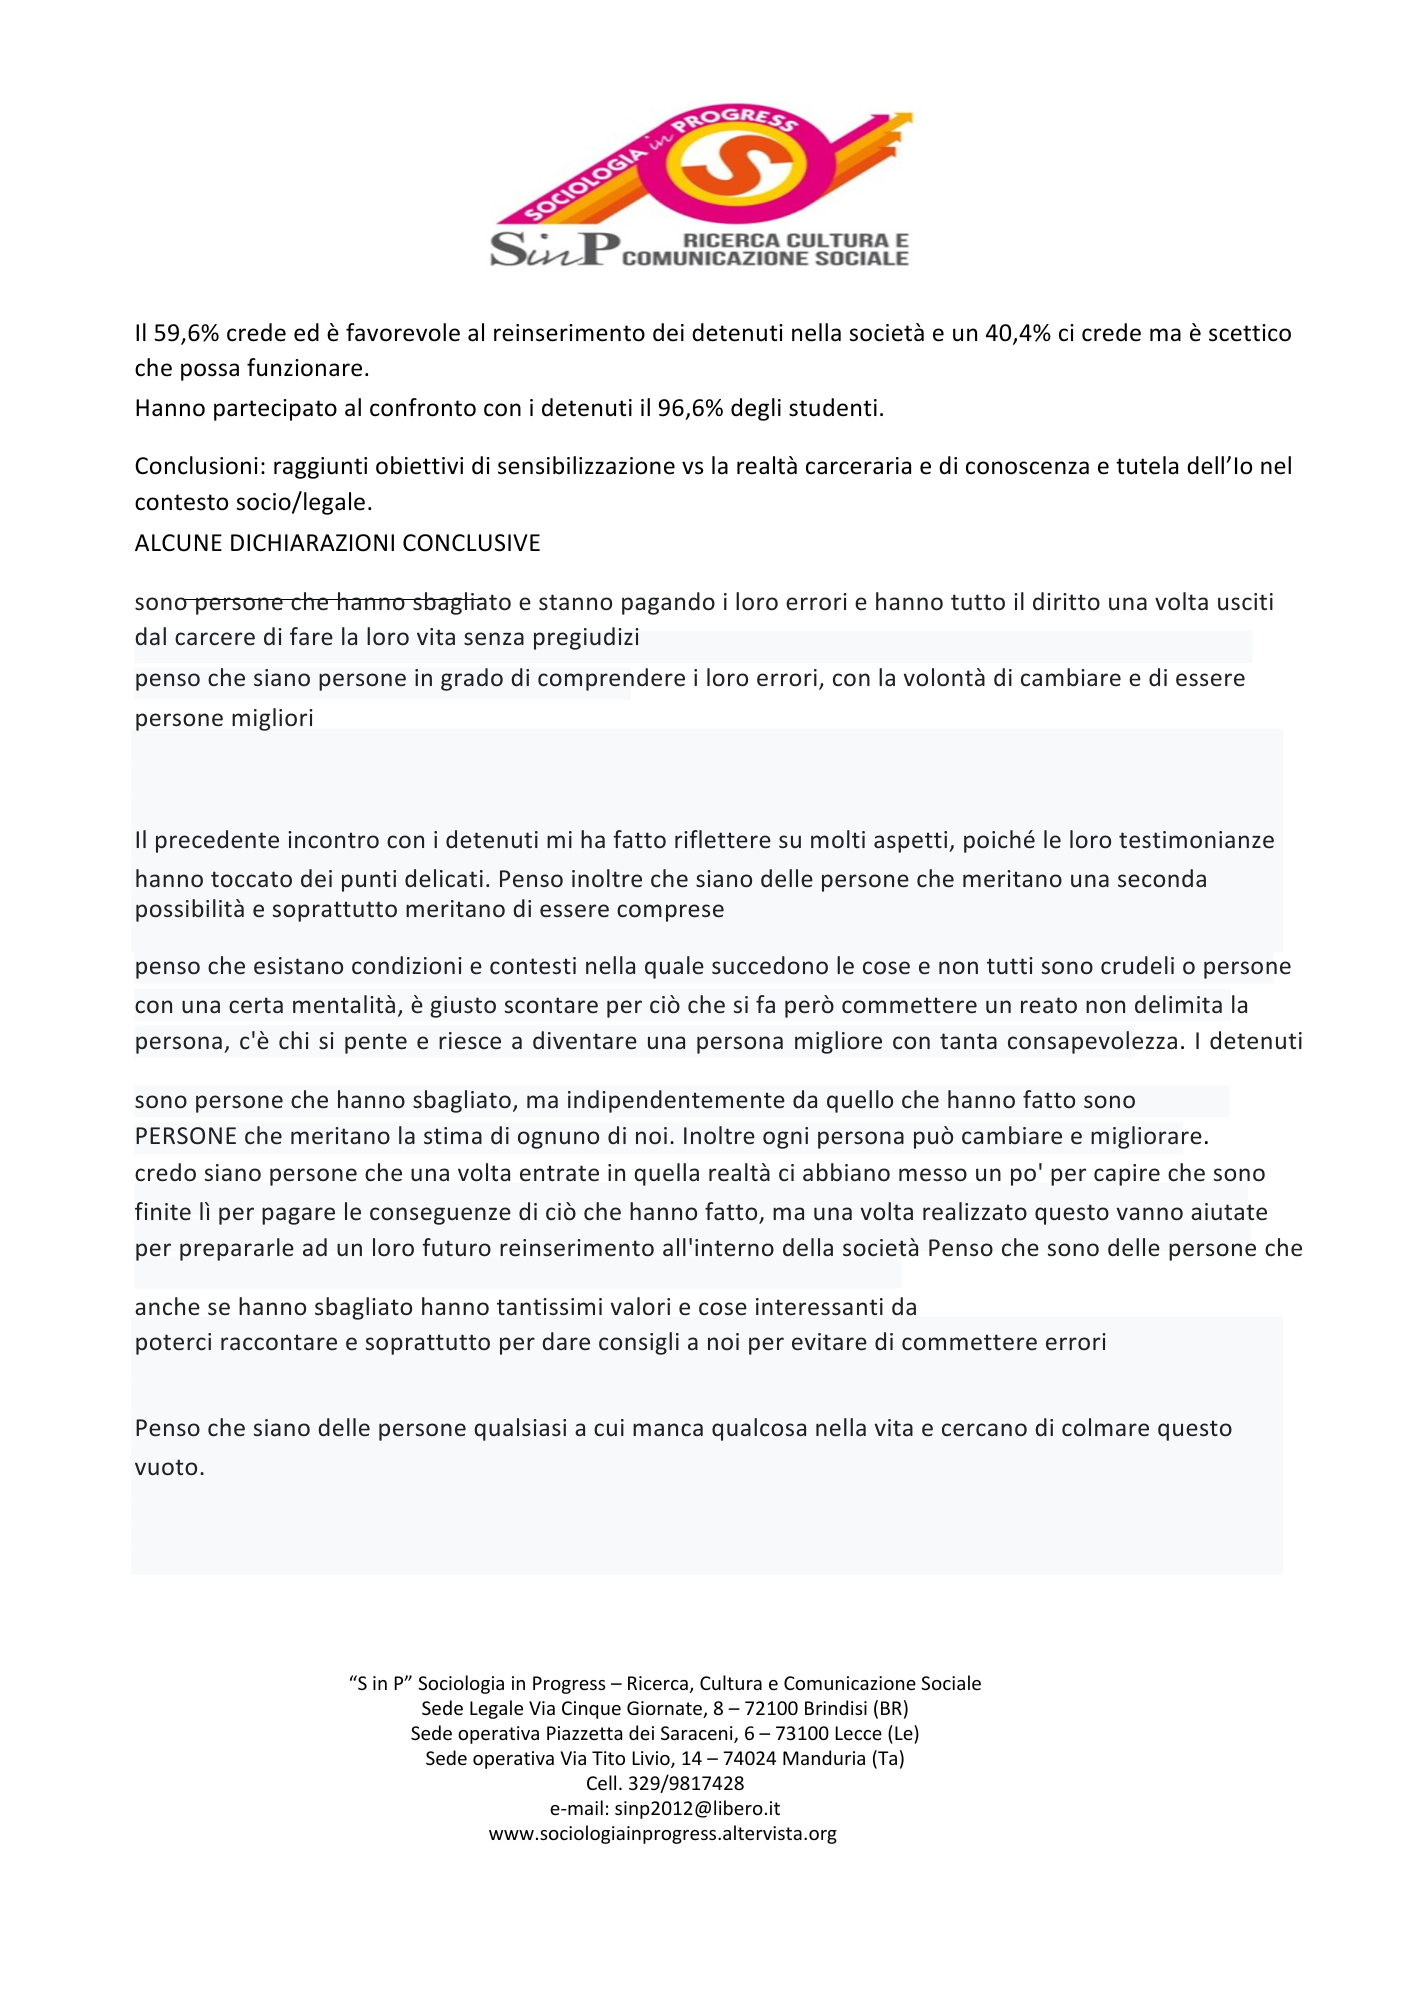 SOCIOLOGIA in PROGRESS
S
SinP RICERCA CULTURA E
COMUNICAZIONE SOCIALE
Il 59,6% crede ed è favorevole al reinserimento dei detenuti nella società e un 40,4% ci crede ma è scettico
che possa funzionare.
Hanno partecipato al confronto con i detenuti il 96,6% degli studenti.
Conclusioni: raggiunti obiettivi di sensibilizzazione vs la realtà carceraria e di conoscenza e tutela dell’Io nel
contesto socio/legale.
ALCUNE DICHIARAZIONI CONCLUSIVE
sono persone che hanno sbagliato e stanno pagando i loro errori e hanno tutto il diritto una volta usciti
dal carcere di fare la loro vita senza pregiudizi
penso che siano persone in grado di comprendere i loro errori, con la volontà di cambiare e di essere
persone migliori
Il precedente incontro con i detenuti mi ha fatto riflettere su molti aspetti, poiché le loro testimonianze
hanno toccato dei punti delicati. Penso inoltre che siano delle persone che meritano una seconda
possibilità e soprattutto meritano di essere comprese
penso che esistano condizioni e contesti nella quale succedono le cose e non tutti sono crudeli o persone
con una certa mentalità, è giusto scontare per ciò che si fa però commettere un reato non delimita la
persona, c'è chi si pente e riesce a diventare una persona migliore con tanta consapevolezza. I detenuti
sono persone che hanno sbagliato, ma indipendentemente da quello che hanno fatto sono
PERSONE che meritano la stima di ognuno di noi. Inoltre ogni persona può cambiare e migliorare.
credo siano persone che una volta entrate in quella realtà ci abbiano messo un po' per capire che sono
finite lì per pagare le conseguenze di ciò che hanno fatto, ma una volta realizzato questo vanno aiutate
per prepararle ad un loro futuro reinserimento all'interno della società Penso che sono delle persone che
anche se hanno sbagliato hanno tantissimi valori e cose interessanti da
poterci raccontare e soprattutto per dare consigli a noi per evitare di commettere errori
Penso che siano delle persone qualsiasi a cui manca qualcosa nella vita e cercano di colmare questo
vuoto.
“S in P” Sociologia in Progress – Ricerca, Cultura e Comunicazione Sociale
Sede Legale Via Cinque Giornate, 8 – 72100 Brindisi (BR)
Sede operativa Piazzetta dei Saraceni, 6 – 73100 Lecce (Le)
Sede operativa Via Tito Livio, 14 – 74024 Manduria (Ta)
Cell. 329/9817428
e-mail: sinp2012@libero.it
www.sociologiainprogress.altervista.org